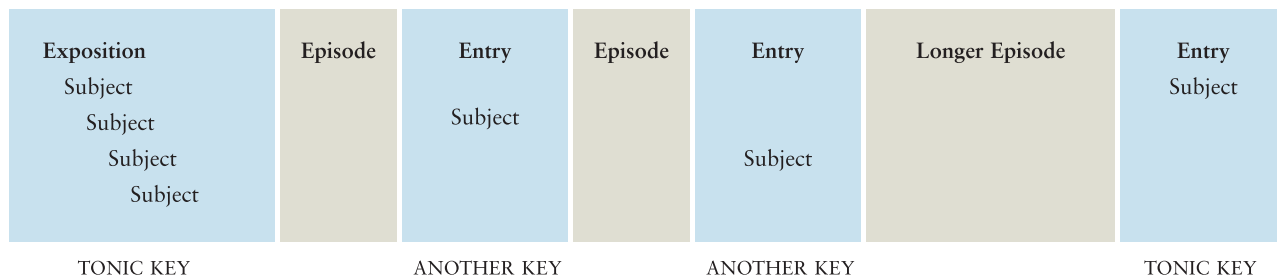 Exposition
Subject
Subject
Subject
Subject
TONIC KEY
Episode
Entry
Subject
ANOTHER KEY
Episode
Entry
Subject
ANOTHER KEY
Longer Episode
Entry
Subject
TONIC KEY